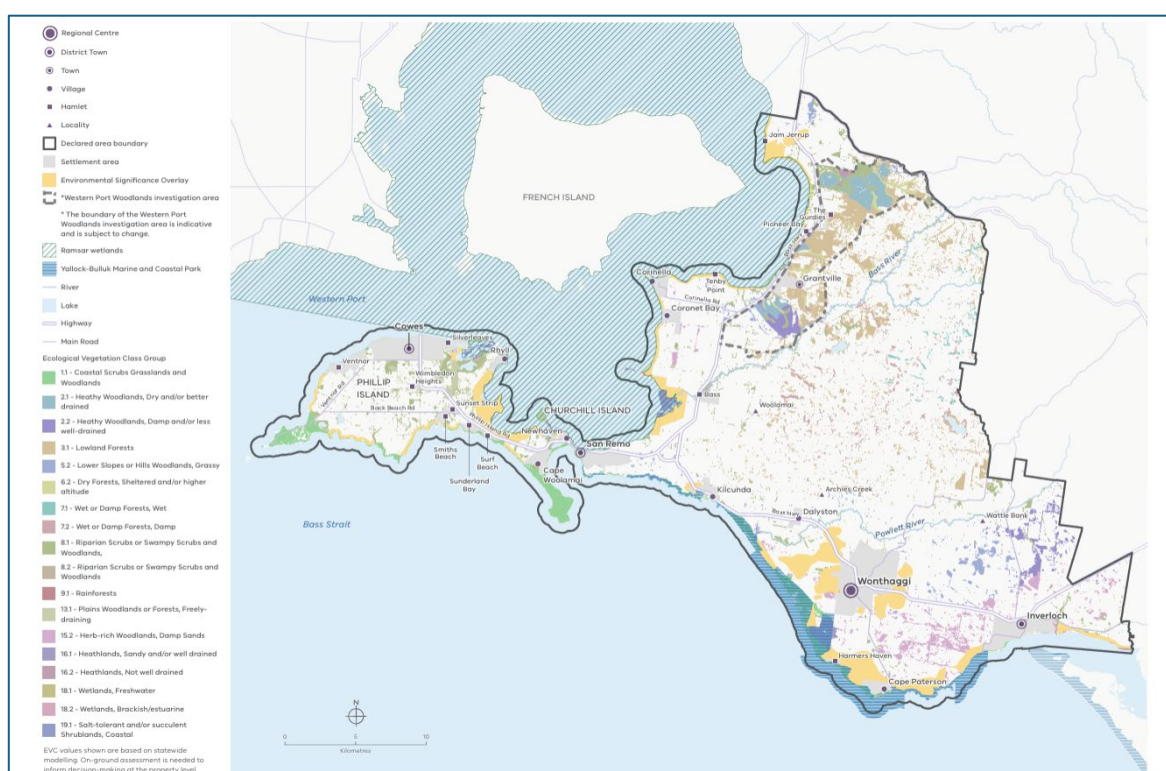 Regional Centre
District Town
Town
Village
Hamlet
Locality
Declared area boundary
Settlement area
Environmental Significance Overlay
*Western Port Woodlands investigation area
* The boundary of the Western Port
Woodlands investigation area is indicative
and is subject to change.
Ramsar wetlands
Yallock-Bulluk Marine and Coastal Park
River
Lake
Highway
Main Road
Ecological Vegetation Class Group
1.1 - Coastal Scrubs Grasslands and
Woodlands
2.1 - Heathy Woodlands, Dry and/or better
drained
2.2 - Heathy Woodlands, Damp and/or less
well-drained
3.1 - Lowland Forests
5.2 - Lower Slopes or Hills Woodlands, Grassy
6.2 - Dry Forests, Sheltered and/or higher
altitude
7.1 - Wet or Damp Forests, Wet
7.2 - Wet or Damp Forests, Damp
8.1 - Riparian Scrubs or Swampy Scrubs and
Woodlands,
8.2 - Riparian Scrubs or Swampy Scrubs and
Woodlands
9.1 - Rainforests
13.1 - Plains Woodlands or Forests, Freely-
draining
15.2 - Herb-rich Woodlands, Damp Sands
16.1 - Heathlands, Sandy and/or well drained
16.2 - Heathlands, Not well drained
18.1 - Wetlands, Freshwater
18.2 - Wetlands, Brackish/estuarine
19.1 - Salt-tolerant and/or succulent
Shrublands, Coastal
EVC values shown are based on statewide
modelling. On-ground assessment is needed to
inform decision-making at the property level.
Jam Jerrup
FRENCH ISLAND
The
Gurdies
Pioneer Bay
Bass Hwy
Bass River
Grantville
Corinella
Tenby
Point
Corinella Rd
Coronet Bay
Western Port
Cowes
Silverleaves
Rhyll
Ventnor
Wimbledon
Heights
PHILLIP
ISLAND
Ventnor Rd
Sunset Strip
Back Beach Rd
Phillip Island Rd
CHURCHILL ISLAND
Newhaven
San Remo
Bass
Woolamai
Smiths
Beach
Surf
Beach
Sunderland
Bay
Cape
Woolamai
Kilcunda
Archies Creek
Bass Hwy
Dalyston
Wattle Bank
Powlett River
Bass Strait
Wonthaggi
Inverloch
Harmers Haven
Cape Paterson
N
0
5
10
Kilometres